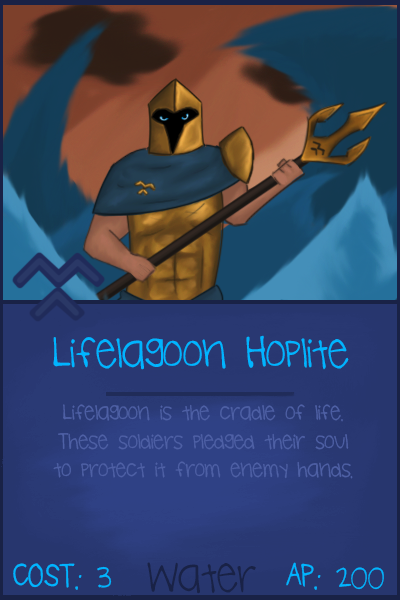 Lifelagoon Hoplite
Lifelagoon is the cradle of life.
These soldiers pledged their soul
to protect it from enemy hands.
COST: 3 Water AP: 200